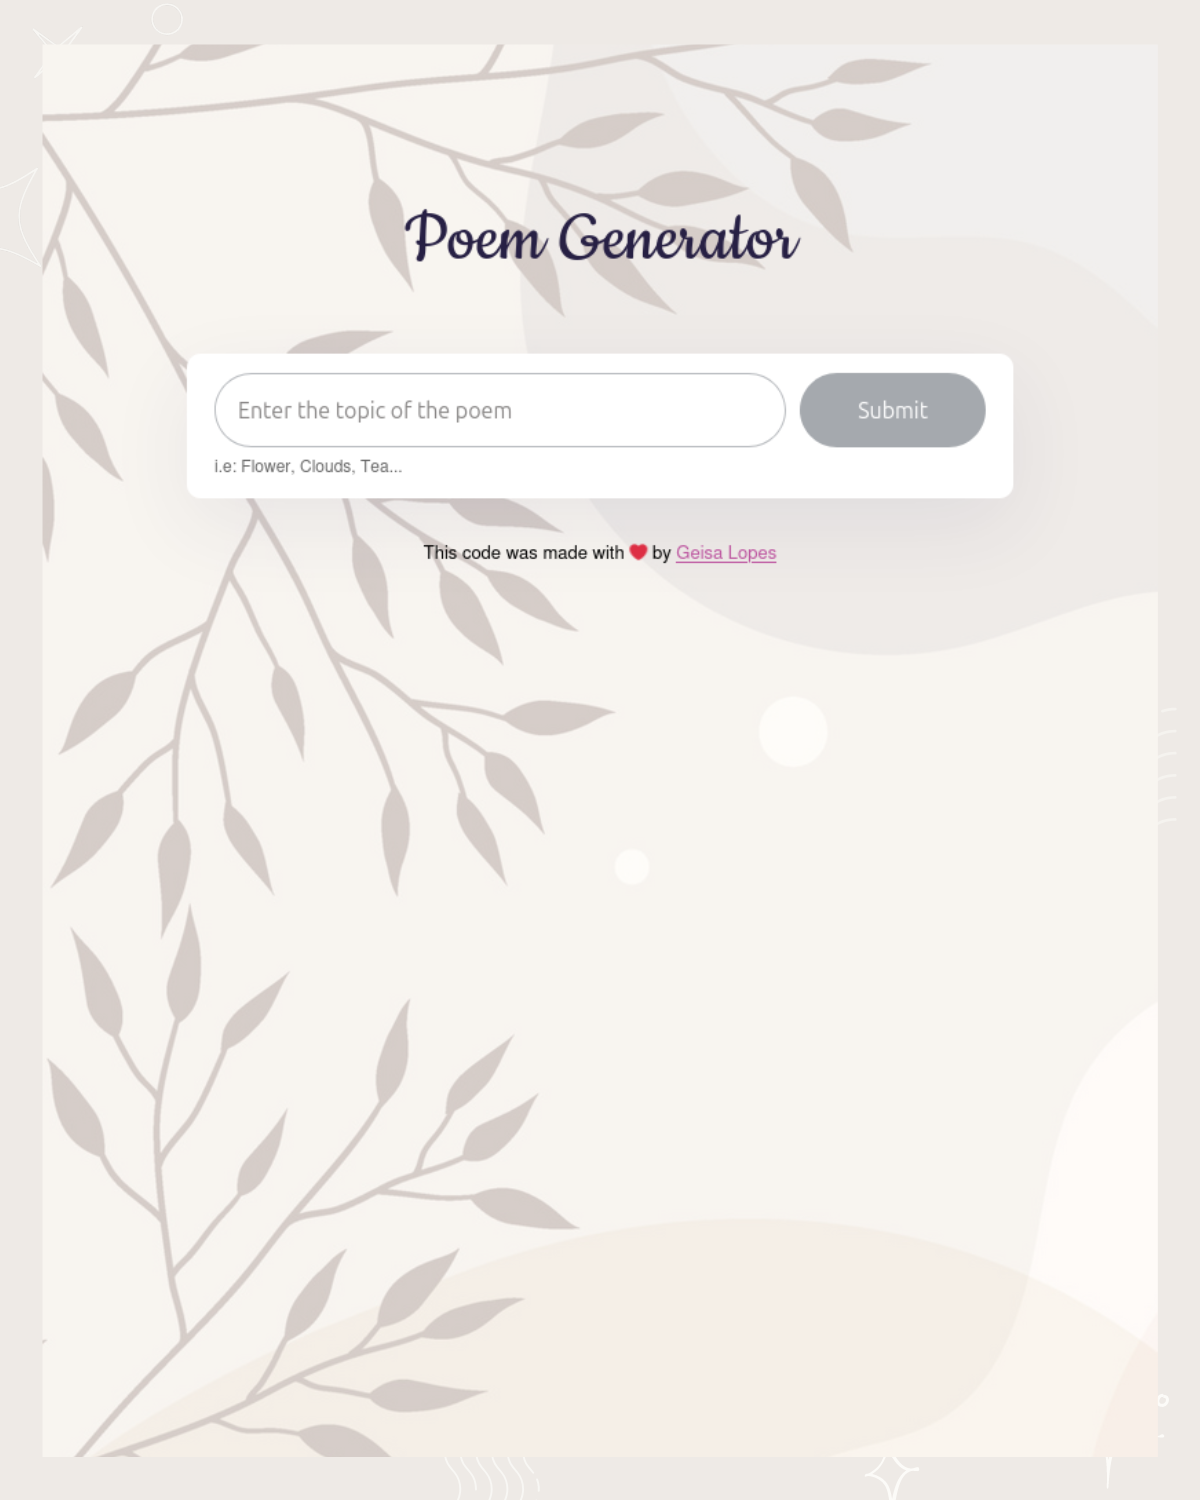 Poem Generator
Enter the topic of the poem
Submit
i.e: Flower, Clouds, Tea...
This code was made with ❤️ by Geisa Lopes